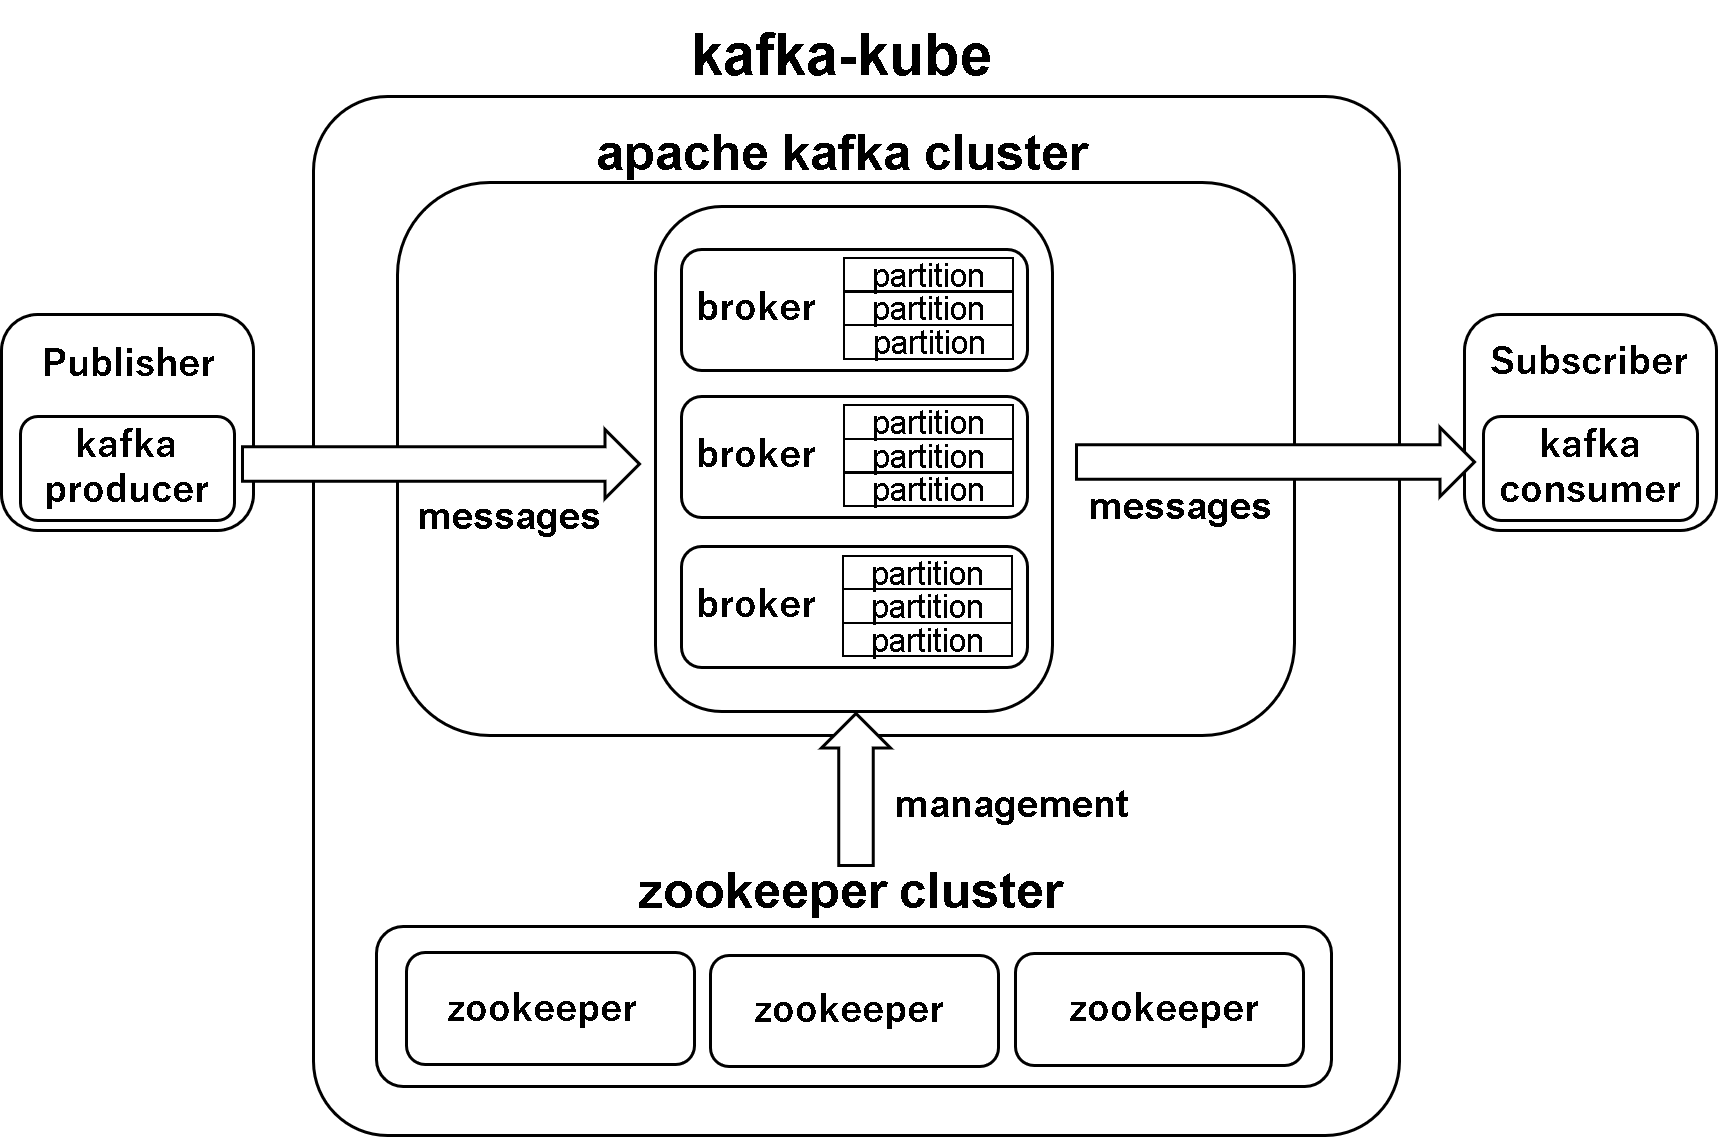 kafka-kube
apache kafka cluster
Publisher
kafka
producer
messages
broker
partition
partition
partition
broker
partition
partition
partition
broker
partition
partition
partition
messages
Subscriber
kafka
consumer
management
zookeeper cluster
zookeeper
zookeeper
zookeeper